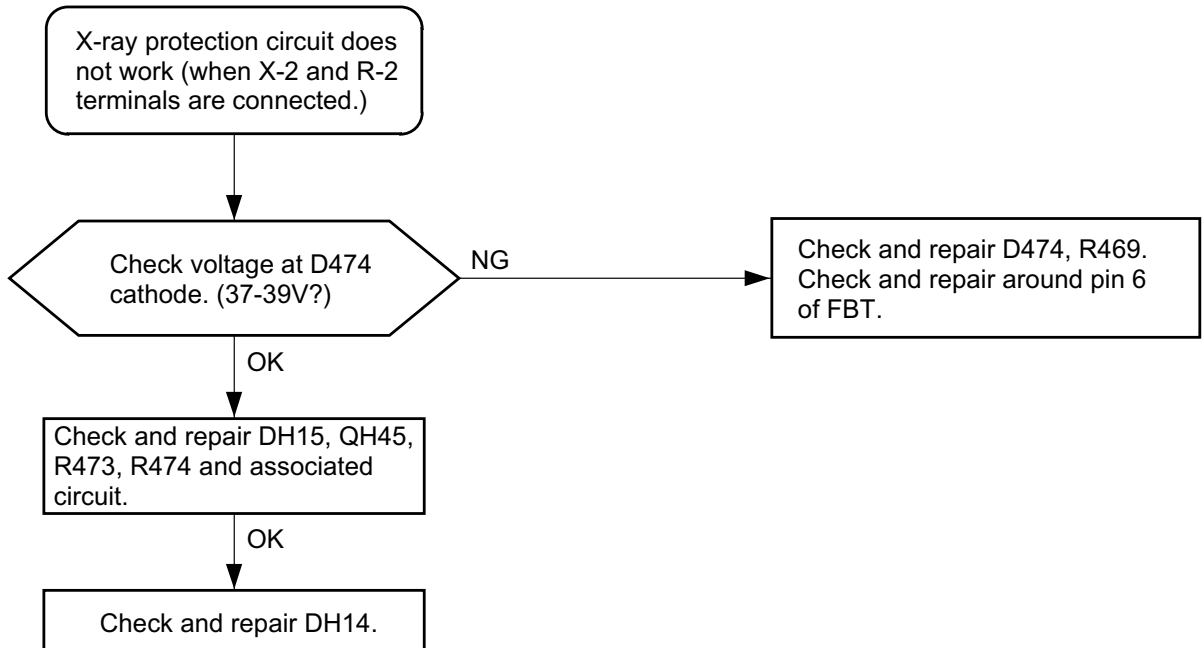 X-ray protection circuit does
not work (when X-2 and R-2
terminals are connected.)
Check voltage at D474
cathode. (37-39V?)
NG
Check and repair D474, R469.
Check and repair around pin 6
of FBT.
OK
Check and repair DH15, QH45,
R473, R474 and associated
circuit.
OK
Check and repair DH14.